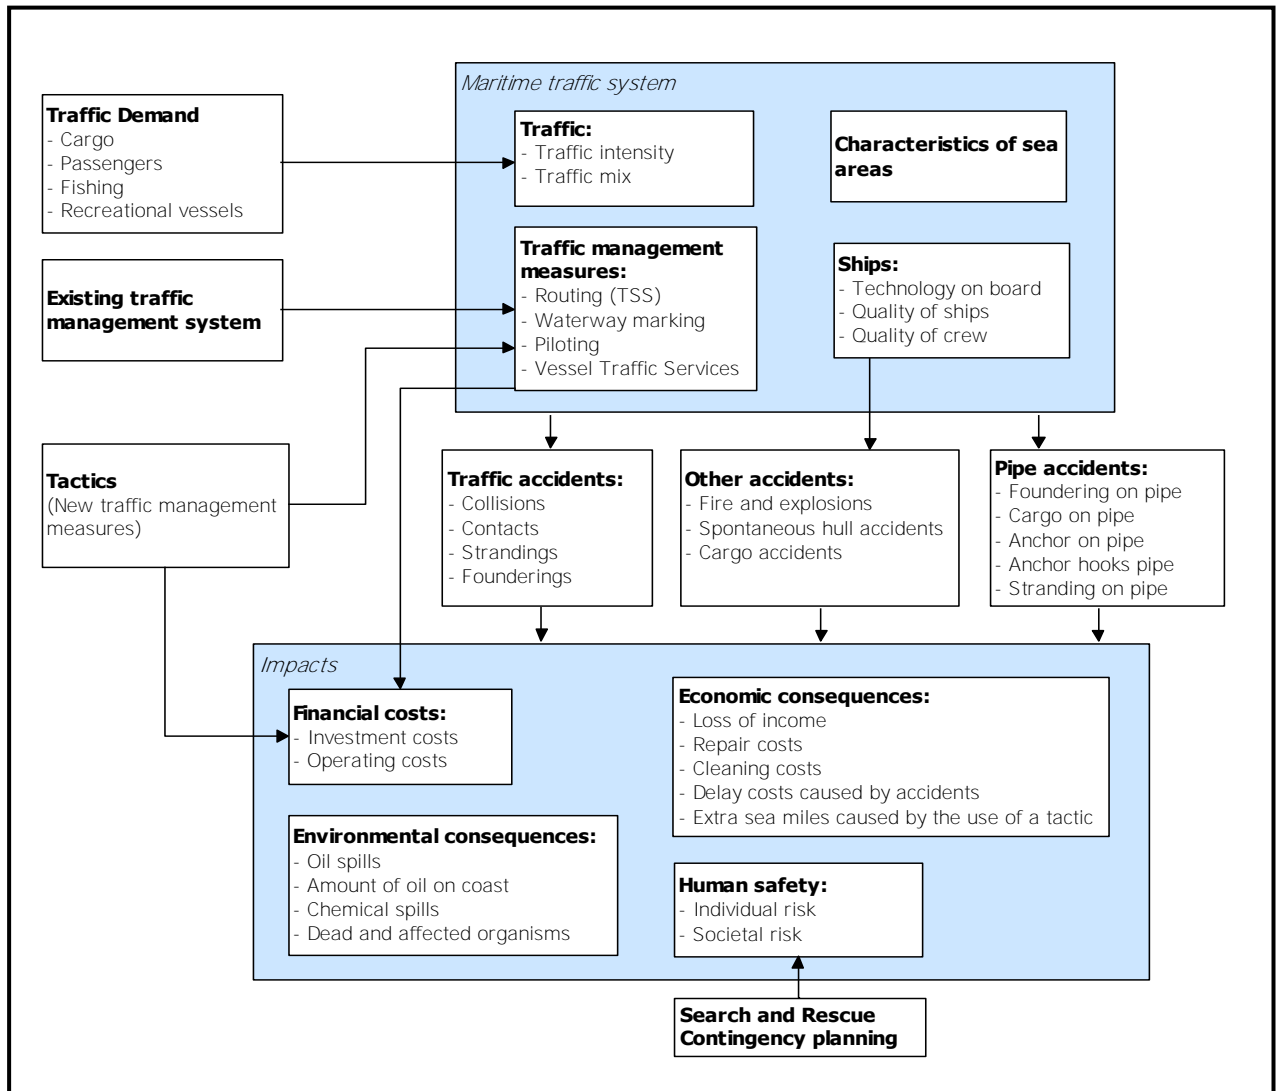 Maritime traffic system
Traffic Demand
- Cargo
- Passengers
- Fishing
- Recreational vessels
Traffic:
- Traffic intensity
- Traffic mix
Characteristics of sea
areas
Existing traffic
management system
Traffic management
measures:
- Routing (TSS)
- Waterway marking
- Piloting
- Vessel Traffic Services
Ships:
- Technology on board
- Quality of ships
- Quality of crew
Tactics
(New traffic management
measures)
Traffic accidents:
- Collisions
- Contacts
- Strandings
- Founderings
Other accidents:
- Fire and explosions
- Spontaneous hull accidents
- Cargo accidents
Pipe accidents:
- Foundering on pipe
- Cargo on pipe
- Anchor on pipe
- Anchor hooks pipe
- Stranding on pipe
Impacts
Financial costs:
- Investment costs
- Operating costs
Economic consequences:
- Loss of income
- Repair costs
- Cleaning costs
- Delay costs caused by accidents
- Extra sea miles caused by the use of a tactic
Environmental consequences:
- Oil spills
- Amount of oil on coast
- Chemical spills
- Dead and affected organisms
Human safety:
- Individual risk
- Societal risk
Search and Rescue
Contingency planning